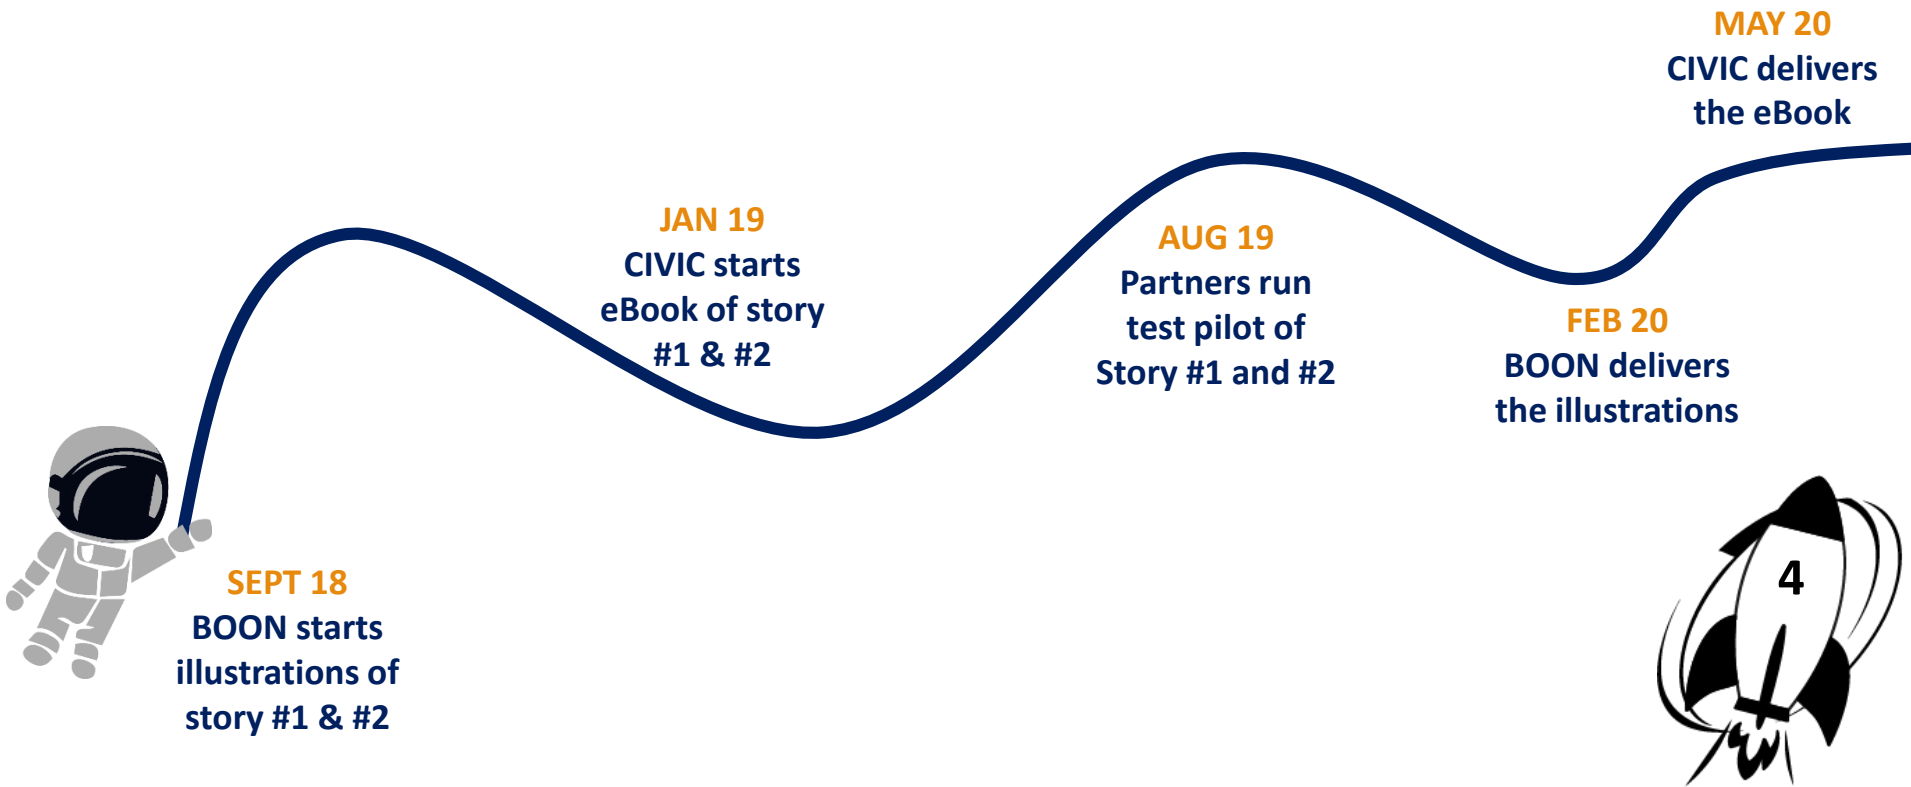 SEPT 18
BOON starts
illustrations of
story #1 & #2
JAN 19
CIVIC starts
eBook of story
#1 & #2
AUG 19
Partners run
test pilot of
Story #1 and #2
FEB 20
BOON delivers
the illustrations
MAY 20
CIVIC delivers
the eBook
4